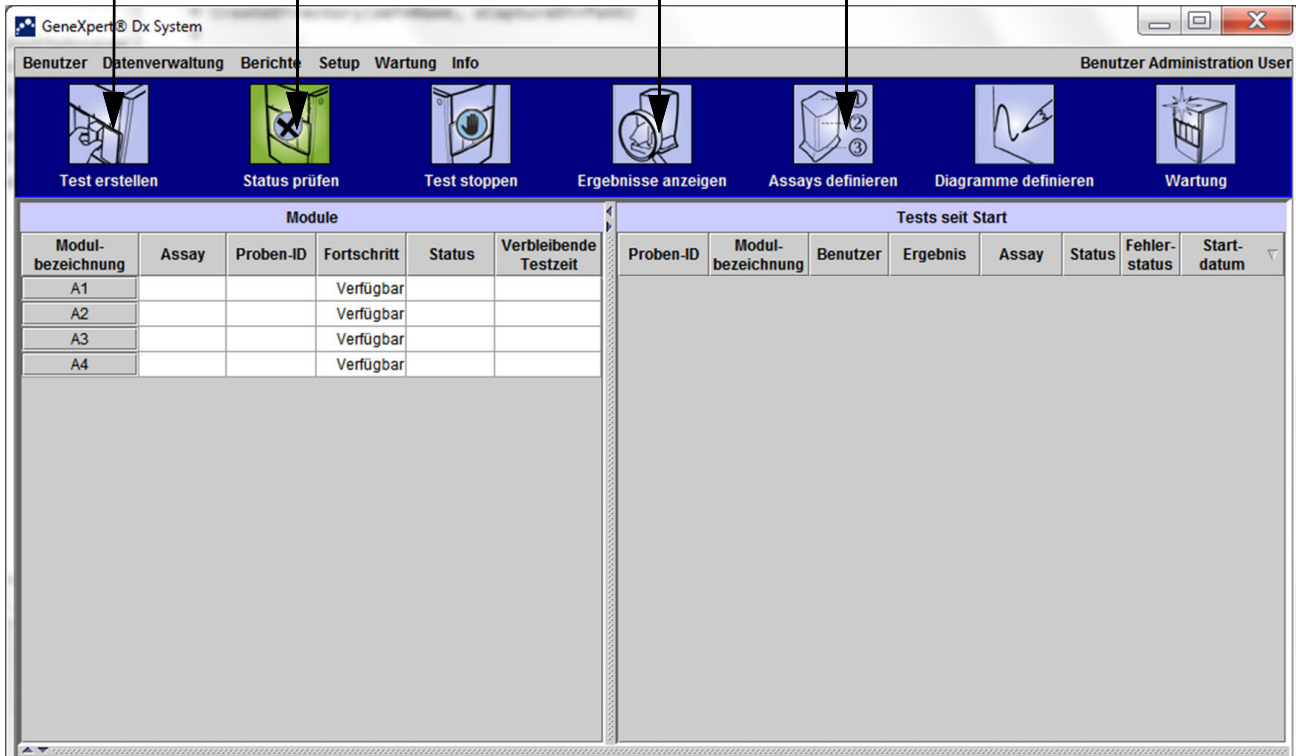 GeneXpert® Dx System
Benutzer Datenverwaltung Berichte Setup Wartung Info Benutzer Administration User
① ② ③
Test erstellen Status prüfen Test stoppen Ergebnisse anzeigen Assays definieren Diagramme definieren Wartung
Module Tests seit Start
Modul-
bezeichnung Assay Proben-ID Fortschritt Status Verbleibende
Testzeit
Proben-ID Modul-
bezeichnung Benutzer Ergebnis Assay Status Fehler-
status Start-
datum
A1 Verfügbar
A2 Verfügbar
A3 Verfügbar
A4 Verfügbar